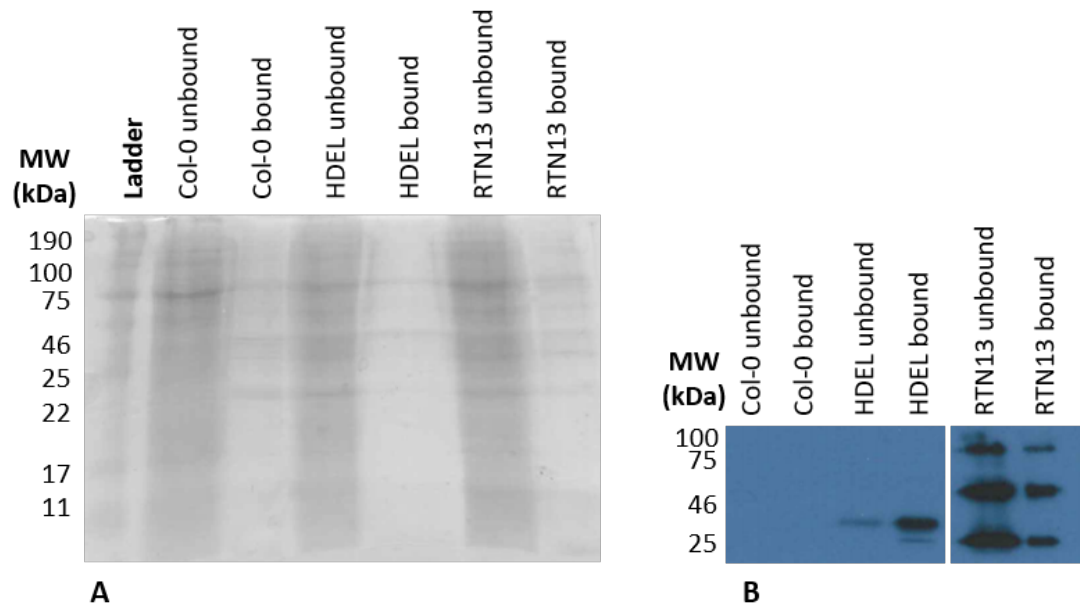 MW
(kDa)
Ladder
Col-0 unbound
Col-0 bound
HDEL unbound
HDEL bound
RTN13 unbound
RTN13 bound
190
100
75
46
25
22
17
11
A
MW
(kDa)
Col-0 unbound
Col-0 bound
HDEL unbound
HDEL bound
RTN13 unbound
RTN13 bound
100
75
46
25
B